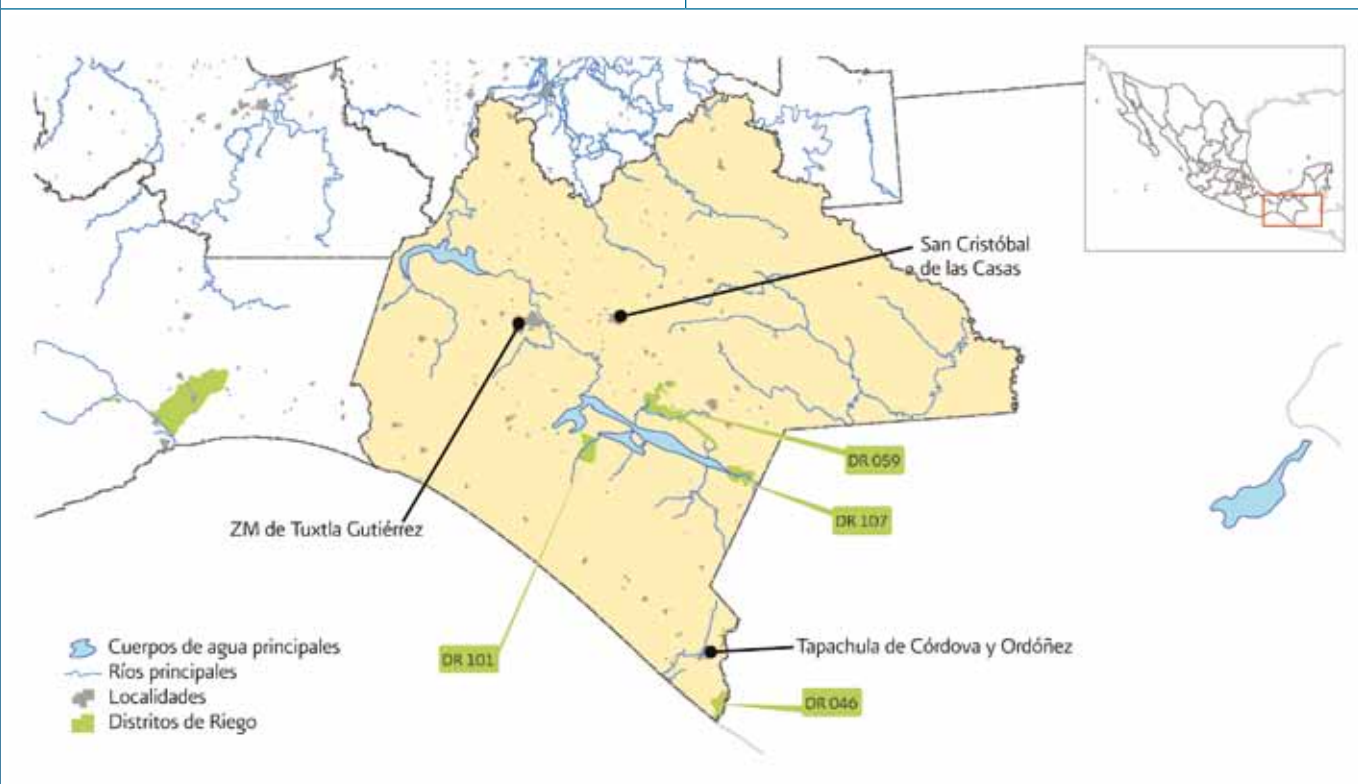 San Cristóbal
de las Casas
DR 059
DR 107
ZM de Tuxtla Gutiérrez
Cuerpos de agua principales
Ríos principales
Localidades
Distritos de Riego
DR 101
Tapachula de Córdova y Ordóñez
DR 046